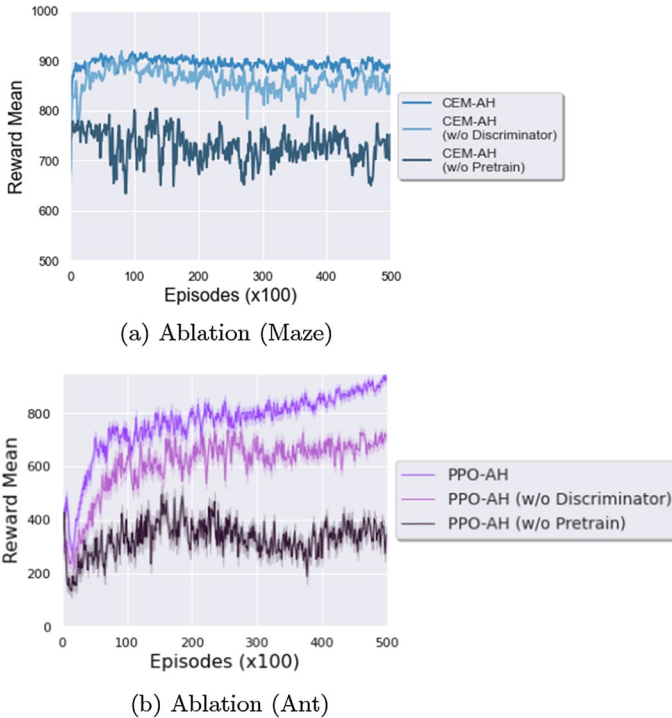 1000
900
800
700
600
500
Reward Mean
0 100 200 300 400 500
Episodes (x100)
CEM-AH
CEM-AH
(w/o Discriminator)
CEM-AH
(w/o Pretrain)
(a) Ablation (Maze)
800
600
400
200
0
Reward Mean
0 100 200 300 400 500
Episodes (x100)
PPO-AH
PPO-AH (w/o Discriminator)
PPO-AH (w/o Pretrain)
(b) Ablation (Ant)